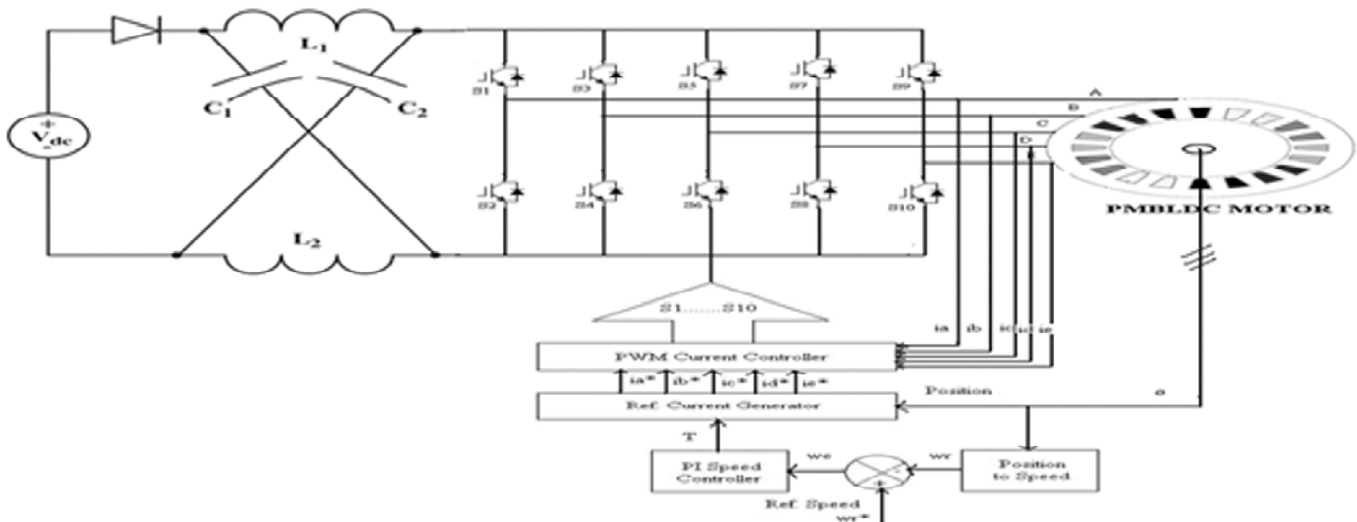 L1
C1
C2
+
Vdc
-
L2
S1
S3
S5
S7
S9
S2
S4
S6
S8
S10
A
B
C
D
PMBLDC MOTOR
S1.......S10
ia
ib
ic
id
ie
PWM Current Controller
ia*
ib*
ic*
id*
ie*
Ref. Current Generator
Position
T
PI Speed
Controller
we
wr
-
+
Position
to Speed
Ref. Speed
wr*